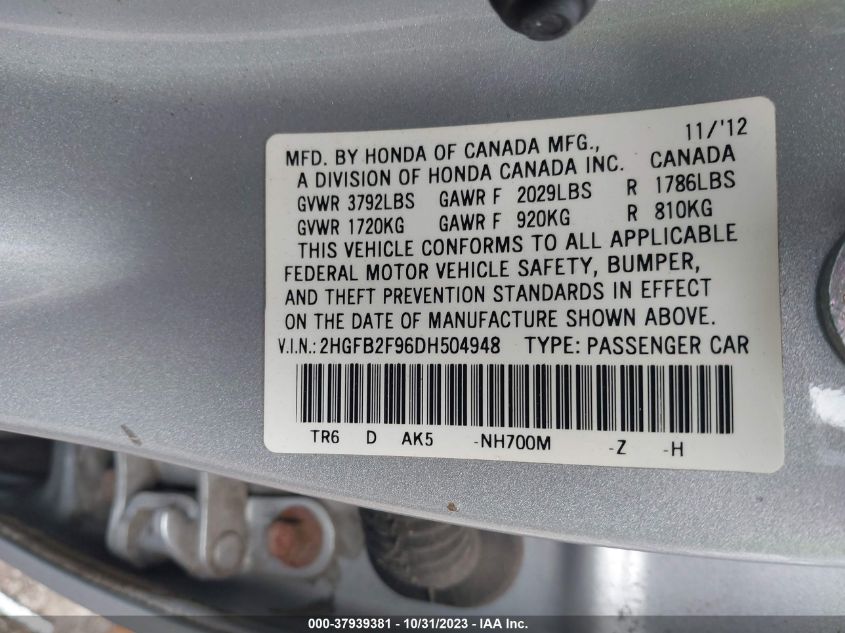 11/'12
MFD. BY HONDA OF CANADA MFG.,
A DIVISION OF HONDA CANADA INC. CANADA
GVWR 3792LBS GAWR F 2029LBS R 1786LBS
GVWR 1720KG GAWR F 920KG R 810KG
THIS VEHICLE CONFORMS TO ALL APPLICABLE
FEDERAL MOTOR VEHICLE SAFETY, BUMPER,
AND THEFT PREVENTION STANDARDS IN EFFECT
ON THE DATE OF MANUFACTURE SHOWN ABOVE.
V.I.N.: 2HGFB2F96DH504948 TYPE: PASSENGER CAR
TR6 D AK5 -NH700M -Z -H
000-37939381 - 10/31/2023 - YN5R.